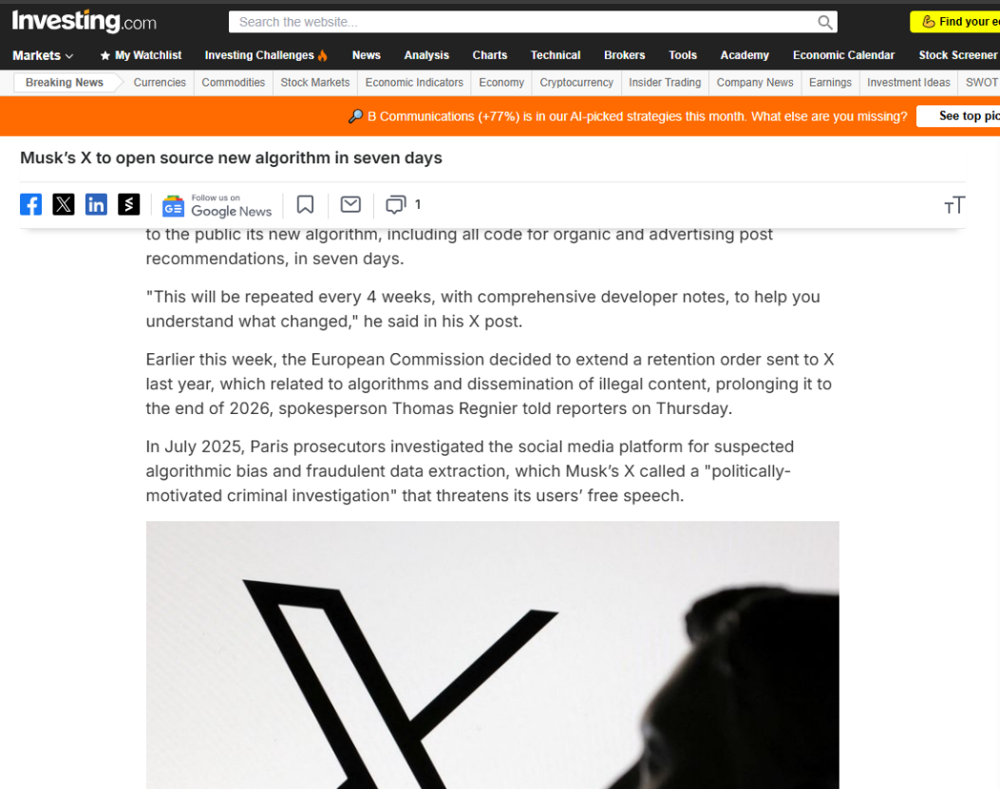 Investing.com
Search the website...
Find your e
Markets
My Watchlist
Investing Challenges
News
Analysis
Charts
Technical
Brokers
Tools
Academy
Economic Calendar
Stock Screener
Breaking News
Currencies
Commodities
Stock Markets
Economic Indicators
Economy
Cryptocurrency
Insider Trading
Company News
Earnings
Investment Ideas
SWOT
B Communications (+77%) is in our AI-picked strategies this month. What else are you missing?
See top pic
Musk’s X to open source new algorithm in seven days
Follow us on
Google News
1
to the public its new algorithm, including all code for organic and advertising post
recommendations, in seven days.
"This will be repeated every 4 weeks, with comprehensive developer notes, to help you
understand what changed," he said in his X post.
Earlier this week, the European Commission decided to extend a retention order sent to X
last year, which related to algorithms and dissemination of illegal content, prolonging it to
the end of 2026, spokesperson Thomas Regnier told reporters on Thursday.
In July 2025, Paris prosecutors investigated the social media platform for suspected
algorithmic bias and fraudulent data extraction, which Musk’s X called a "politically-
motivated criminal investigation" that threatens its users’ free speech.